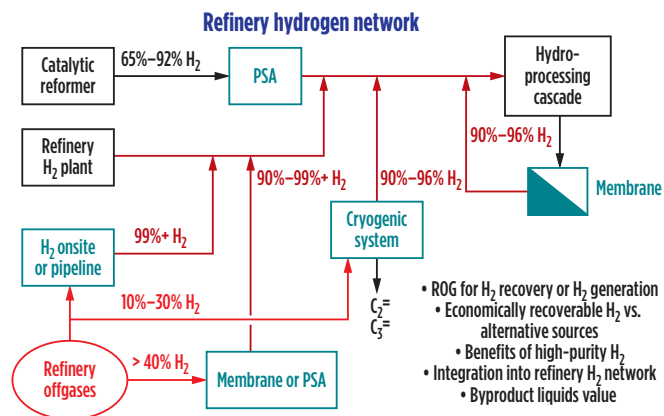 Refinery hydrogen network
Catalytic
reformer
65%–92% H₂
PSA
Hydro-
processing
cascade
Refinery
H₂ plant
90%–99%+ H₂
90%–96% H₂
90%–96% H₂
Membrane
H₂ onsite
or pipeline
99%+ H₂
Cryogenic
system
10%–30% H₂
C₂=
C₃=
Refinery
offgases
> 40% H₂
Membrane or PSA
• ROG for H₂ recovery or H₂ generation
• Economically recoverable H₂ vs.
alternative sources
• Benefits of high-purity H₂
• Integration into refinery H₂ network
• Byproduct liquids value